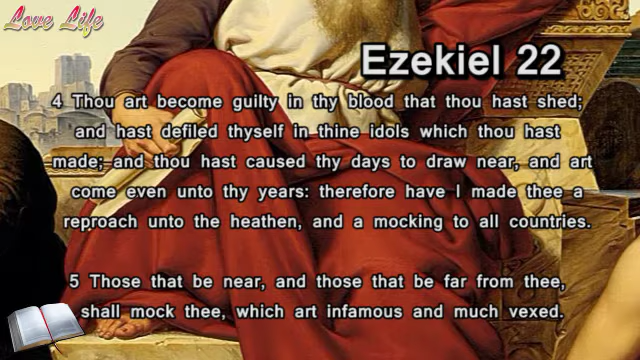 Love Life
Ezekiel 22
4 Thou art become guilty in thy blood that thou hast shed;
and hast defiled thyself in thine idols which thou hast
made; and thou hast caused thy days to draw near, and art
come even unto thy years: therefore have I made thee a
reproach unto the heathen, and a mocking to all countries.
5 Those that be near, and those that be far from thee,
shall mock thee, which art infamous and much vexed.